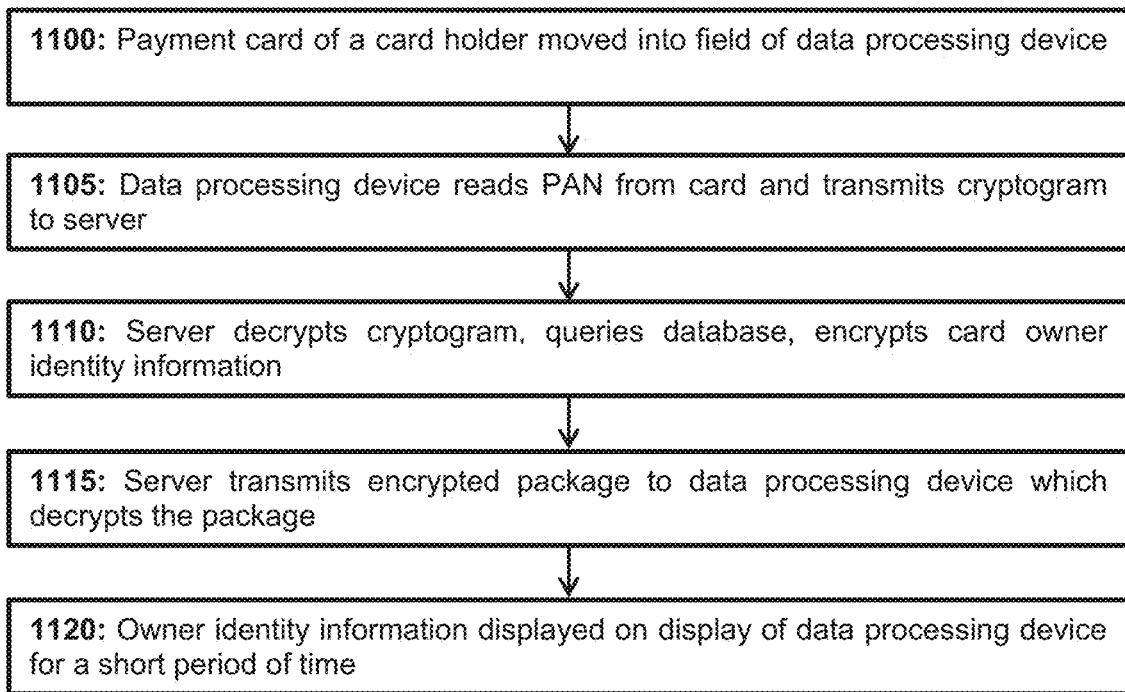 1100: Payment card of a card holder moved into field of data processing device
1105: Data processing device reads PAN from card and transmits cryptogram
to server
1110: Server decrypts cryptogram, queries database, encrypts card owner
identity information
1115: Server transmits encrypted package to data processing device which
decrypts the package
1120: Owner identity information displayed on display of data processing device
for a short period of time